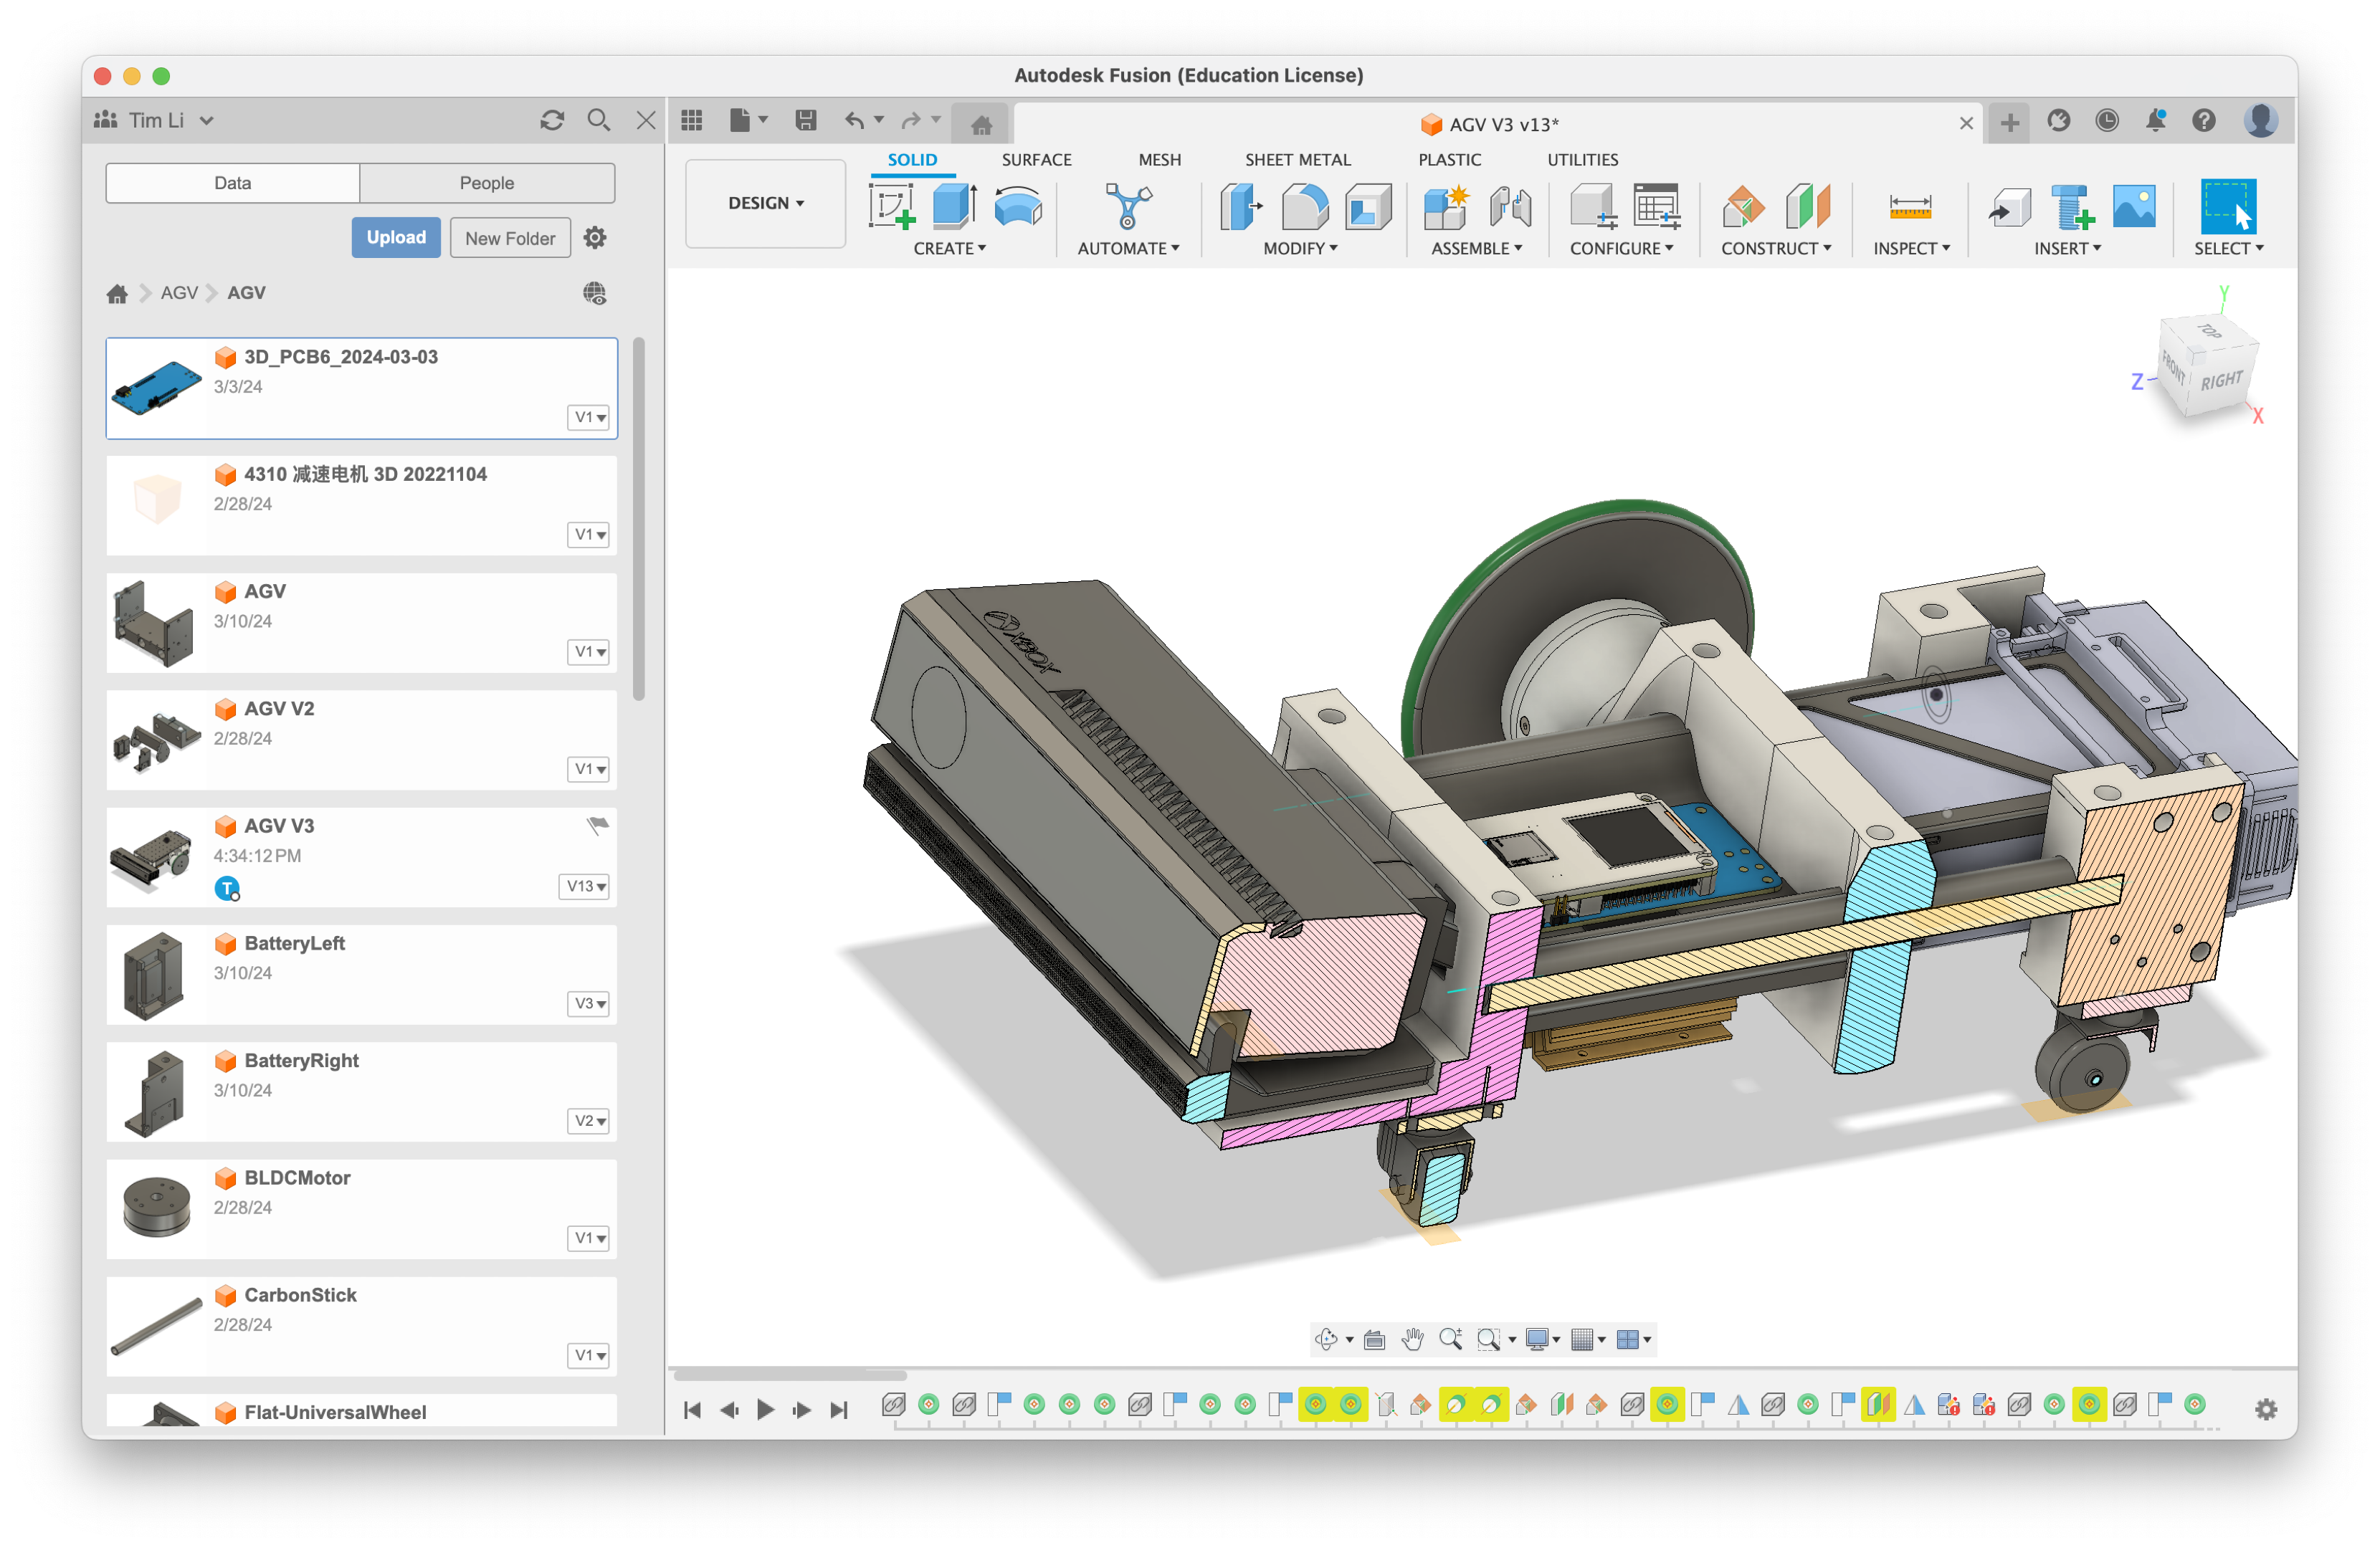 Autodesk Fusion (Education License)
Tim Li
AGV V3 v13*
Data
People
Upload
New Folder
AGV
AGV
3D_PCB6_2024-03-03
3/3/24
V1
4310 减速电机 3D 20221104
2/28/24
V1
AGV
3/10/24
V1
AGV V2
2/28/24
V1
AGV V3
4:34:12 PM
T
V13
BatteryLeft
3/10/24
V3
BatteryRight
3/10/24
V2
BLDCMotor
2/28/24
V1
CarbonStick
2/28/24
V1
Flat-UniversalWheel
DESIGN
SOLID
SURFACE
MESH
SHEET METAL
PLASTIC
UTILITIES
CREATE
AUTOMATE
MODIFY
ASSEMBLE
CONFIGURE
CONSTRUCT
INSPECT
INSERT
SELECT
Y
TOP
FRONT
RIGHT
Z
X
XBOX